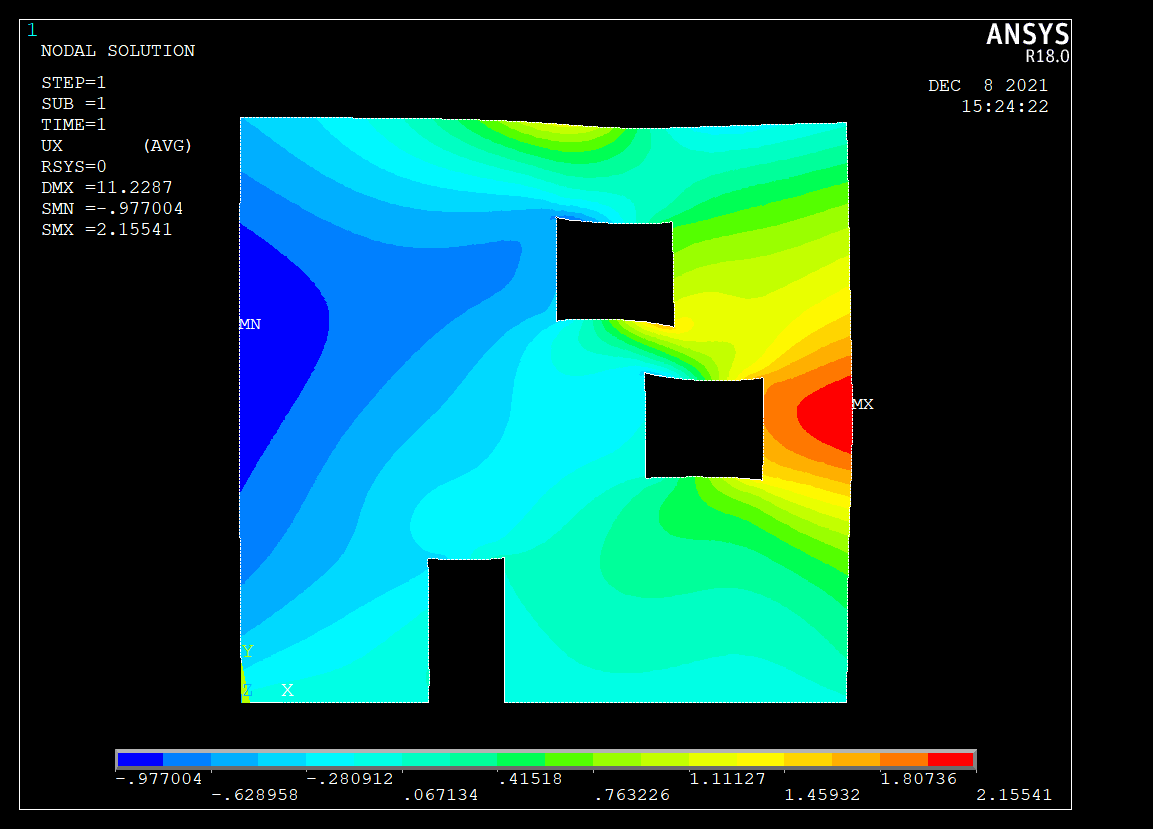 1
NODAL SOLUTION
STEP=1
SUB =1
TIME=1
UX (AVG)
RSYS=0
DMX =11.2287
SMN =-.977004
SMX =2.15541
ANSYS
R18.0
DEC 8 2021
15:24:22
MN
MX
Y
Z X
-.977004 -.280912 .41518 1.11127 1.80736
-.628958 .067134 .763226 1.45932 2.15541